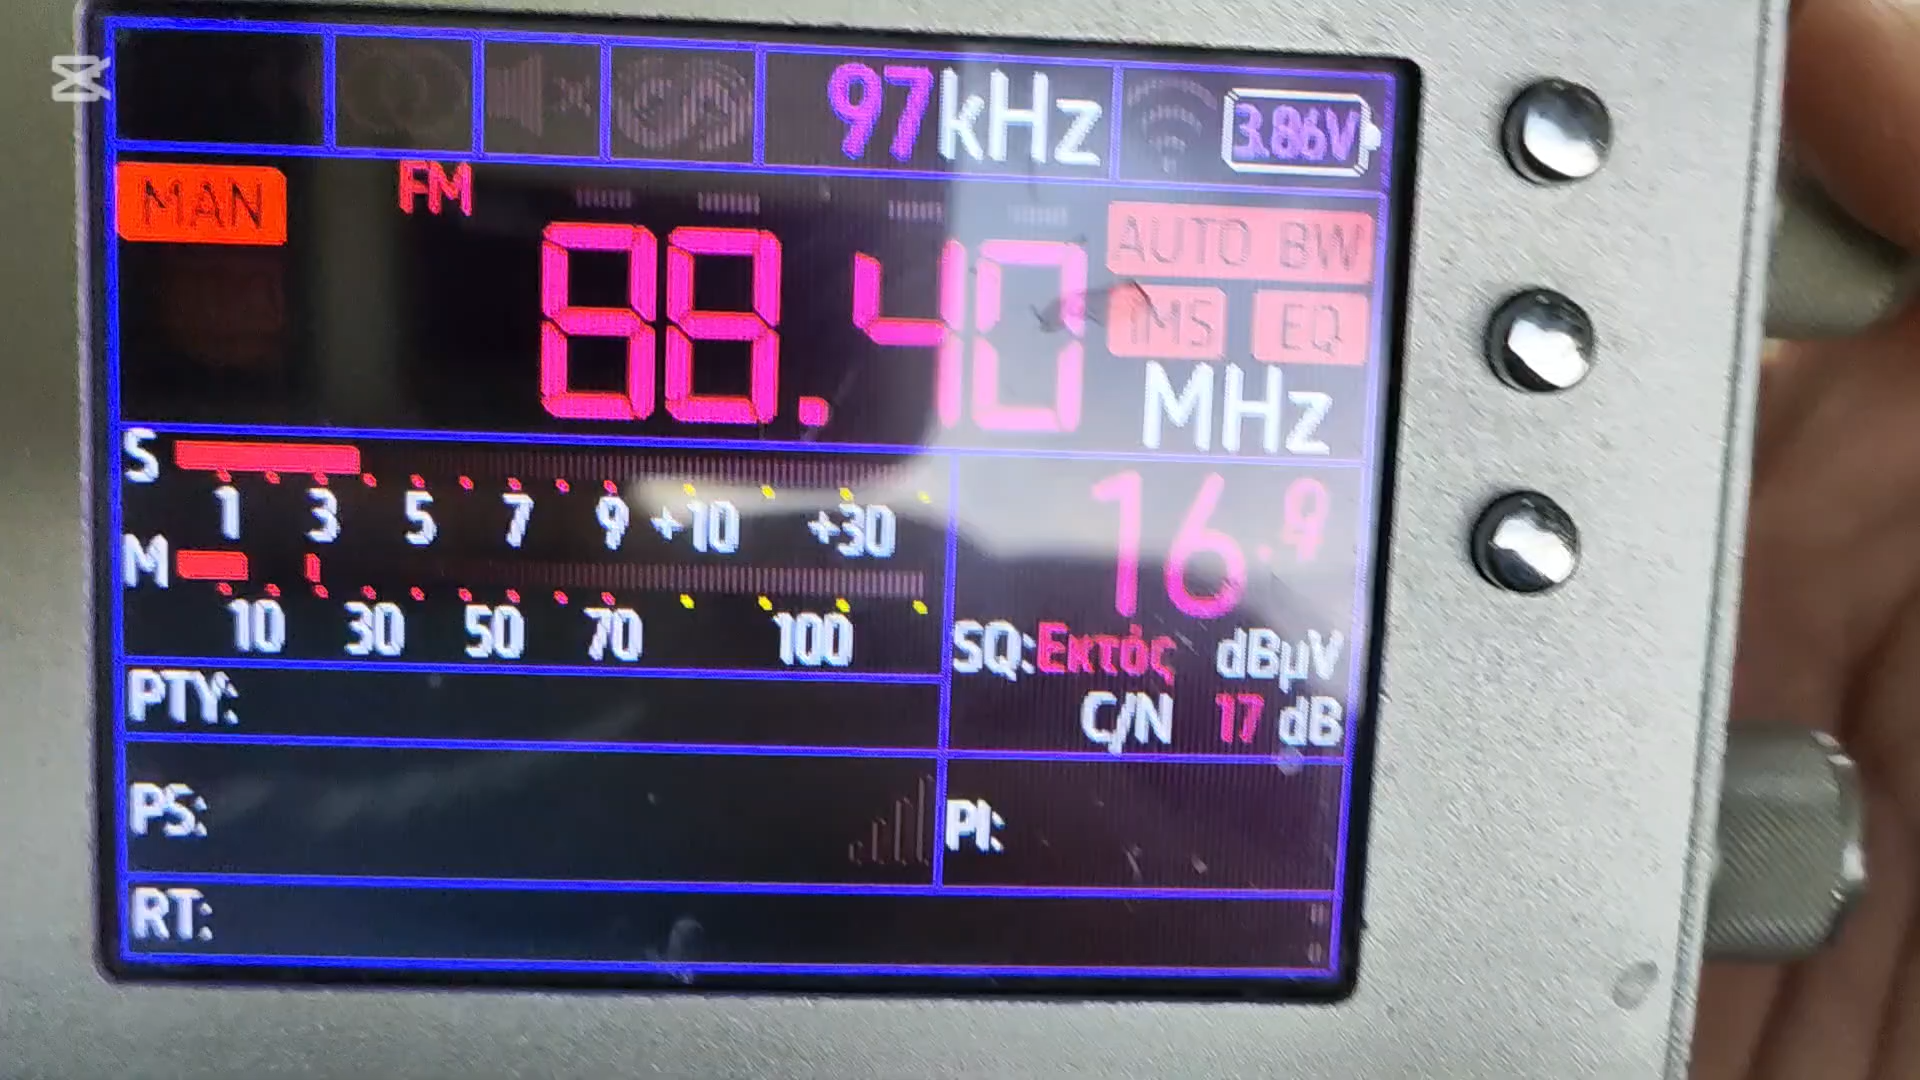 97kHz 3.86V
MAN FM AUTO BW
88.40 iMS EQ
MHz
S
1 3 5 7 9 +10 +30
16.
M
10 30 50 70 100
SQ:Εκτός dBμV
PTY: C/N 17 dB
PS: PI:
RT: